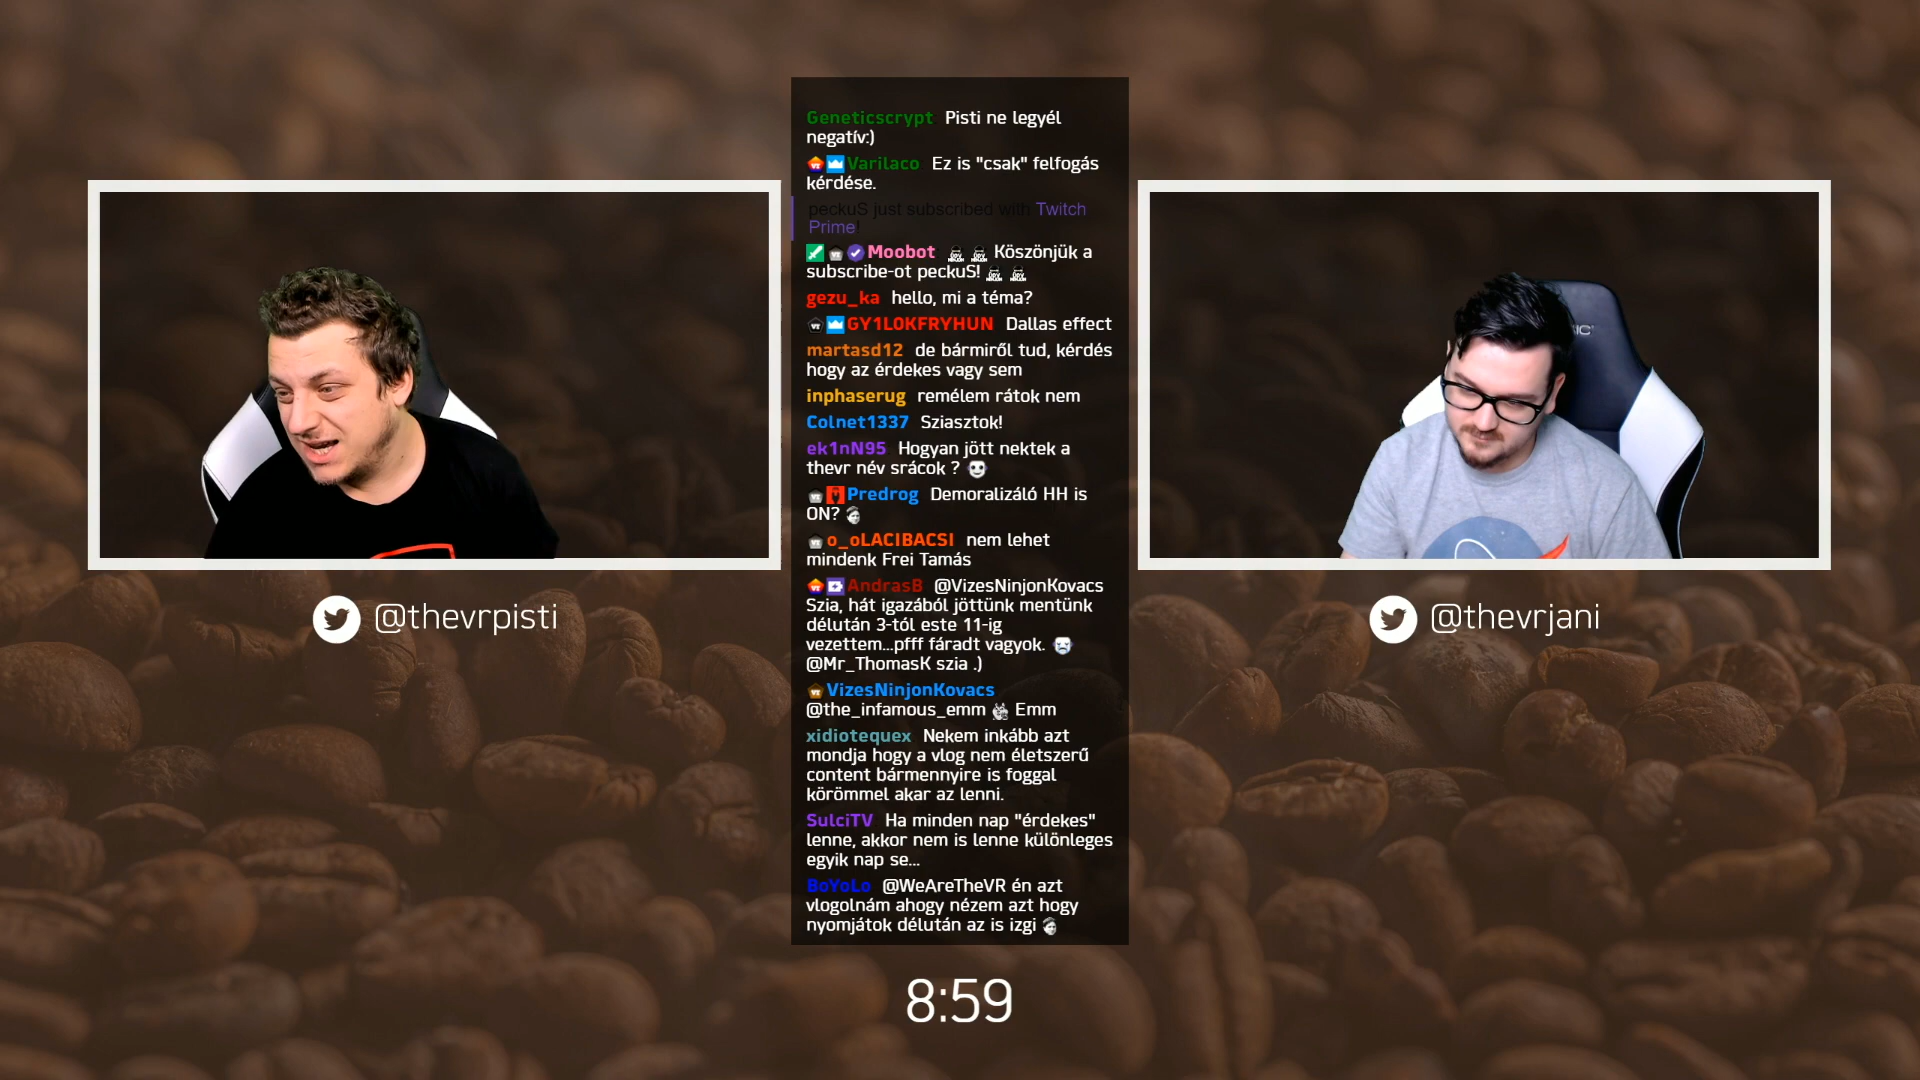 Geneticscrypt Pisti ne legyél
negatív:)
Varilaco Ez is "csak" felfogás
kérdése.
peckuS just subscribed with Twitch
Prime!
Moobot Köszönjük a
subscribe-ot peckuS!
gezu_ka hello, mi a téma?
GY1L0KFRYHUN Dallas effect
martasd12 de bármiről tud, kérdés
hogy az érdekes vagy sem
inphaserug remélem rátok nem
Colnet1337 Sziasztok!
ek1nN95 Hogyan jött nektek a
thevr név srácok ?
Predrog Demoralizáló HH is
ON?
o_oLACIBACSI nem lehet
mindenk Frei Tamás
AndrasB @VizesNinjonKovacs
Szia, hát igazából jöttünk mentünk
délután 3-tól este 11-ig
vezettem...pfff fáradt vagyok.
@Mr_ThomasK szia .)
VizesNinjonKovacs
@the_infamous_emm Emm
xidiotequex Nekem inkább azt
mondja hogy a vlog nem életszerű
content bármennyire is foggal
körömmel akar az lenni.
SulciTV Ha minden nap "érdekes"
lenne, akkor nem is lenne különleges
egyik nap se...
BoYoLo @WeAreTheVR én azt
vlogolnám ahogy nézem azt hogy
nyomjátok délután az is izgi
@thevrpisti
@thevrjani
8:59